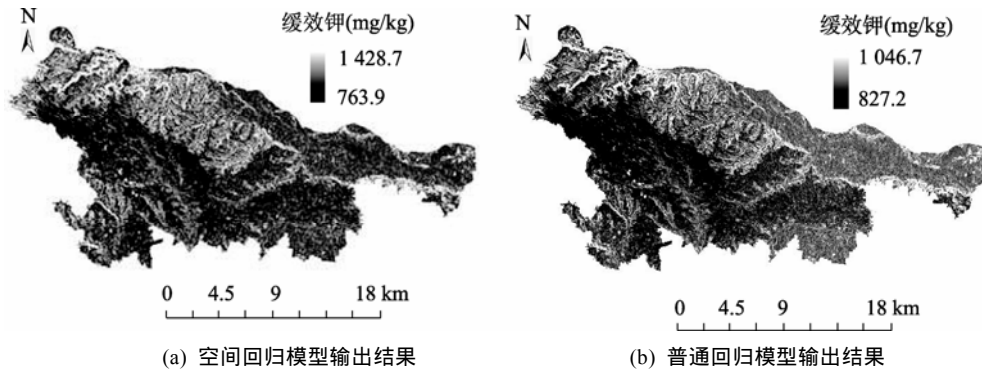 N
缓效钾(mg/kg)
1 428.7
763.9
0 4.5 9 18 km
(a) 空间回归模型输出结果
N
缓效钾(mg/kg)
1 046.7
827.2
0 4.5 9 18 km
(b) 普通回归模型输出结果